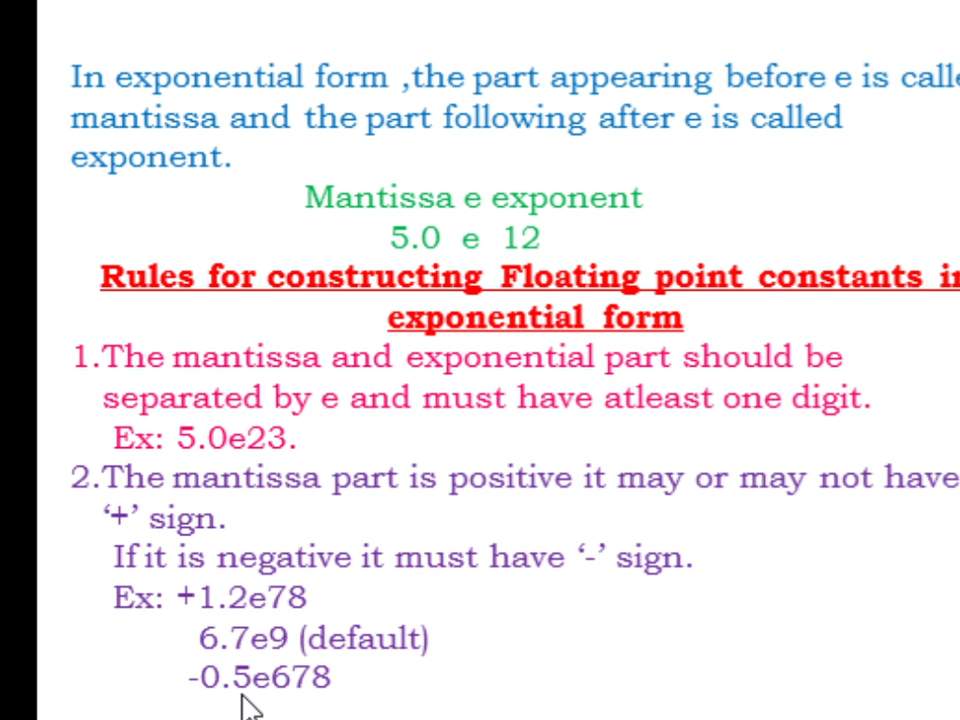 In exponential form ,the part appearing before e is calle
mantissa and the part following after e is called
exponent.
Mantissa e exponent
5.0 e 12
Rules for constructing Floating point constants in
exponential form
1.The mantissa and exponential part should be
separated by e and must have atleast one digit.
Ex: 5.0e23.
2.The mantissa part is positive it may or may not have
‘+’ sign.
If it is negative it must have ‘-’ sign.
Ex: +1.2e78
6.7e9 (default)
-0.5e678